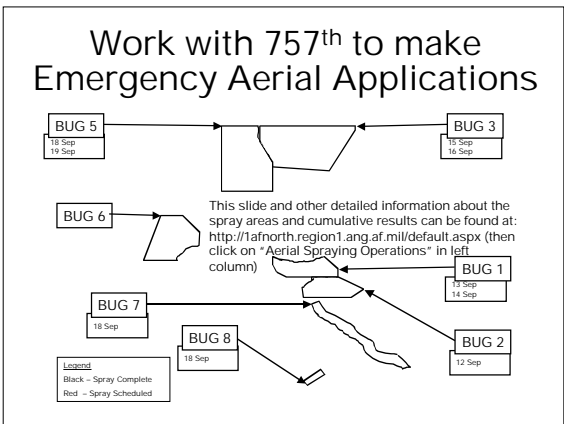 Work with 757th to make
Emergency Aerial Applications
BUG 5
18 Sep
19 Sep
BUG 3
15 Sep
16 Sep
BUG 6
This slide and other detailed information about the
spray areas and cumulative results can be found at:
http://1afnorth.region1.ang.af.mil/default.aspx (then
click on "Aerial Spraying Operations" in left
column)
BUG 1
13 Sep
14 Sep
BUG 7
18 Sep
BUG 2
12 Sep
BUG 8
18 Sep
Legend
Black – Spray Complete
Red – Spray Scheduled